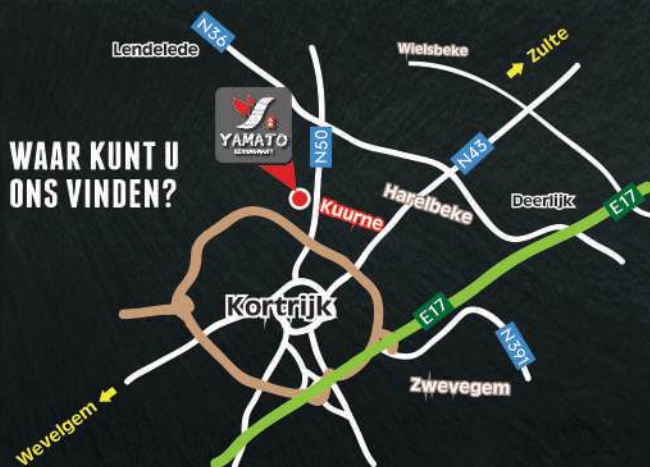 N36
Lendelede
Wielsbeke
Zulte
YAMATO
RESTAURANT
N50
N43
WAAR KUNT U
ONS VINDEN?
Harelbeke
Deerlijk
E17
Kuurne
Kortrijk
E17
N391
Zwevegem
Wevelgem